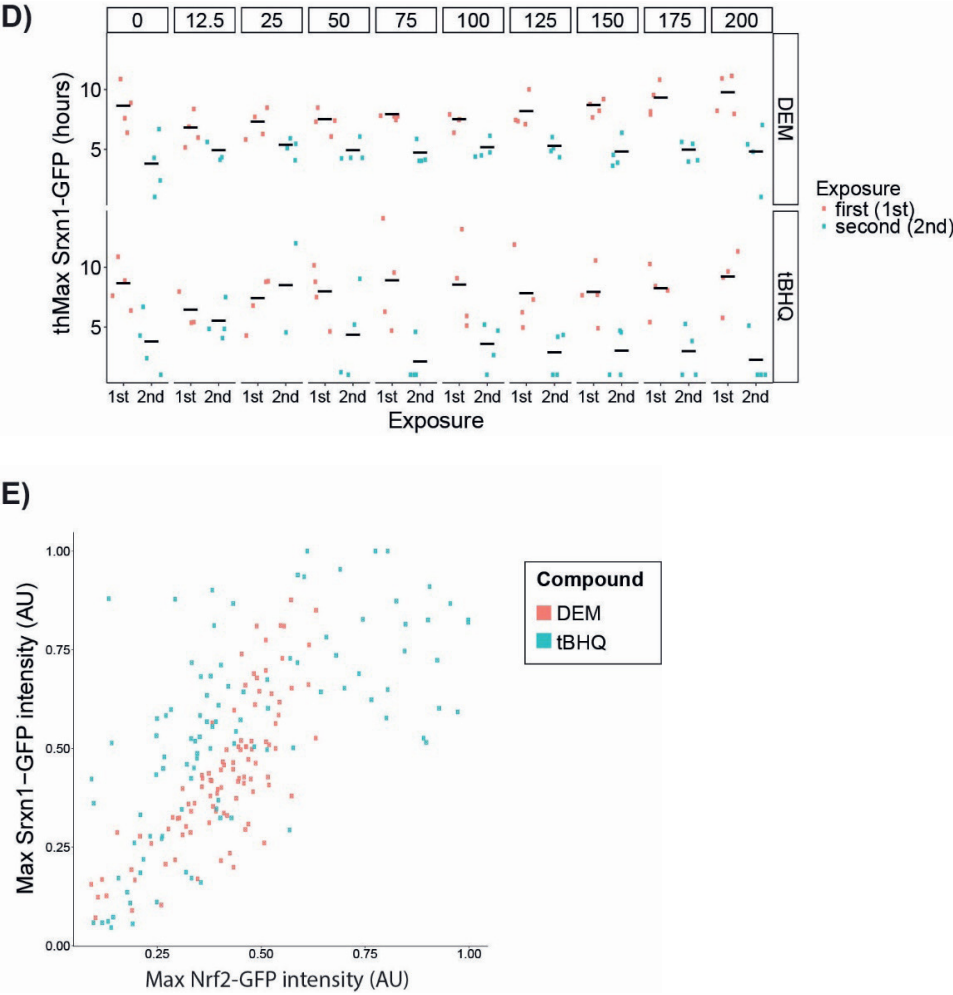 D)
0 12.5 25 50 75 100 125 150 175 200
thMax Srxn1-GFP (hours)
10
5
DEM
10
5
tBHQ
1st 2nd 1st 2nd 1st 2nd 1st 2nd 1st 2nd 1st 2nd 1st 2nd 1st 2nd 1st 2nd 1st 2nd
Exposure
Exposure
first (1st)
second (2nd)
E)
Max Srxn1-GFP intensity (AU)
1.00
0.75
0.50
0.25
0.00
0.25 0.50 0.75 1.00
Max Nrf2-GFP intensity (AU)
Compound
DEM
tBHQ